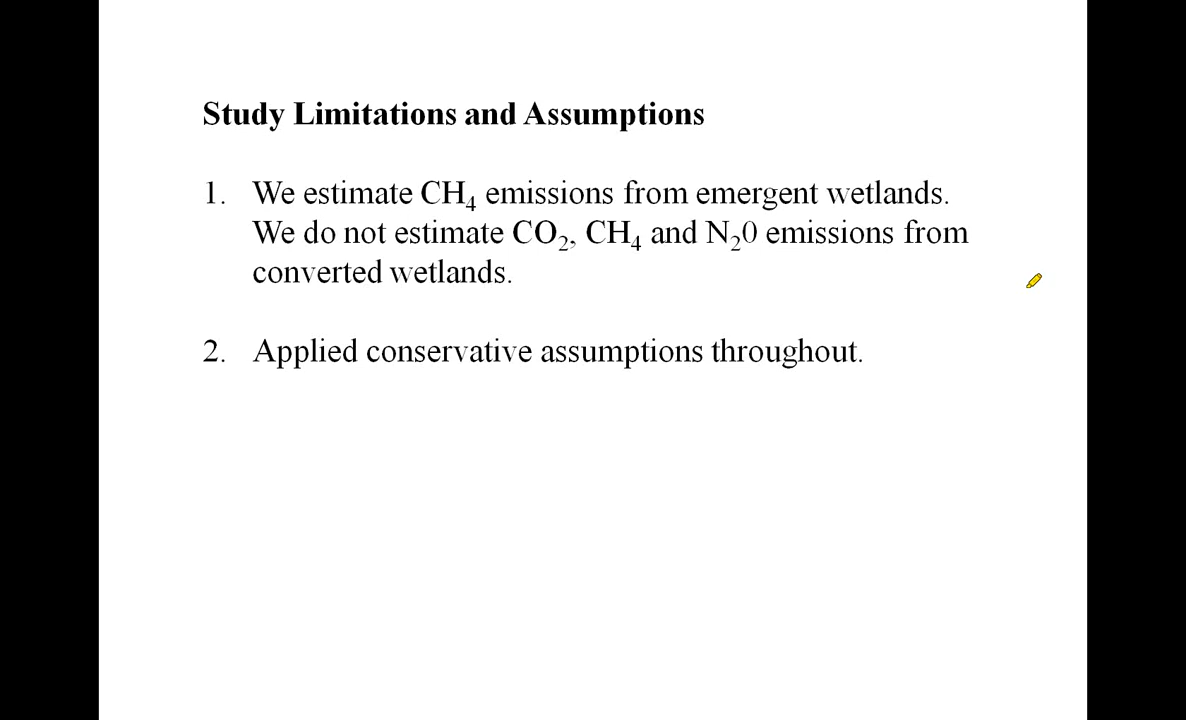 Study Limitations and Assumptions
1. We estimate CH₄ emissions from emergent wetlands.
We do not estimate CO₂, CH₄ and N₂0 emissions from
converted wetlands.
2. Applied conservative assumptions throughout.